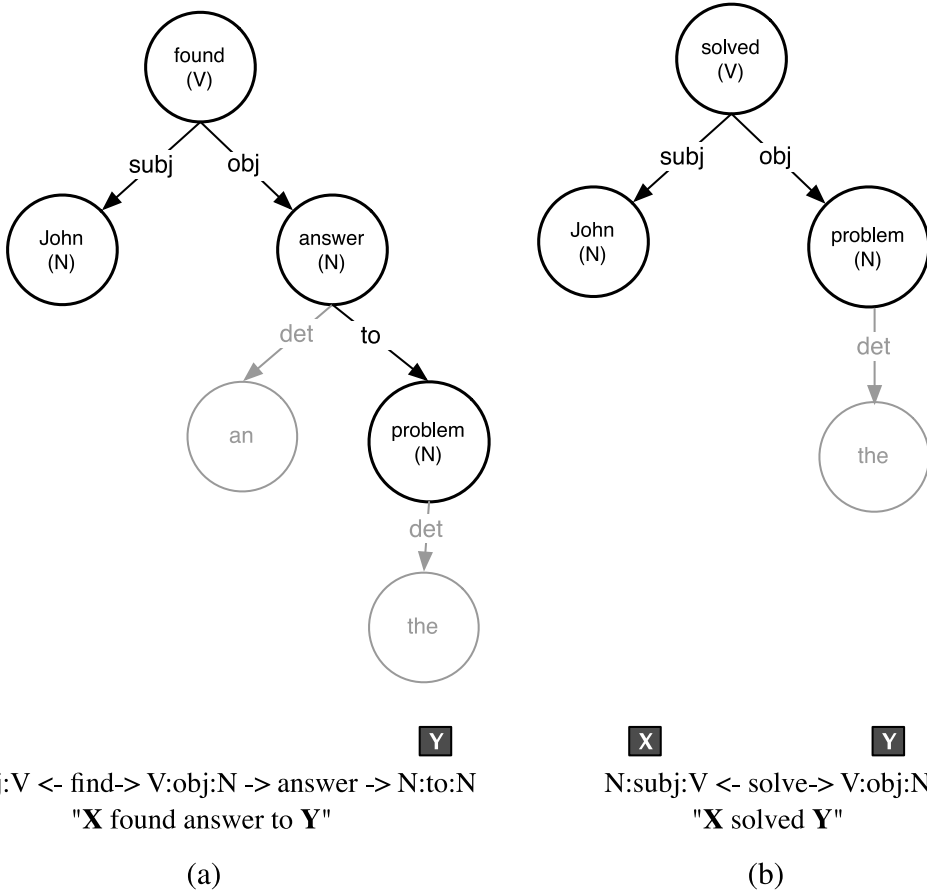 found
(V)
subj
obj
John
(N)
answer
(N)
det
to
an
problem
(N)
det
the
Y
j:V <- find-> V:obj:N -> answer -> N:to:N
"X found answer to Y"
(a)
solved
(V)
subj
obj
John
(N)
problem
(N)
det
the
X
Y
N:subj:V <- solve-> V:obj:N
"X solved Y"
(b)